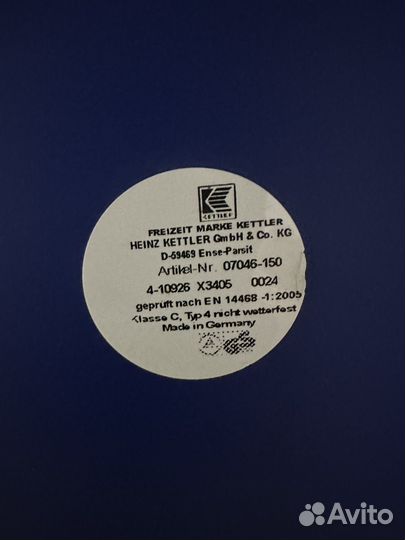 KETTLER
FREIZEIT MARKE KETTLER
HEINZ KETTLER GmbH & Co. KG
D-59469 Ense-Parsit
Artikel-Nr. 07046-150
4-10926 X3405 0024
geprüft nach EN 14468 -1:2005
Klasse C, Typ 4 nicht wetterfest
Made in Germany
Avito